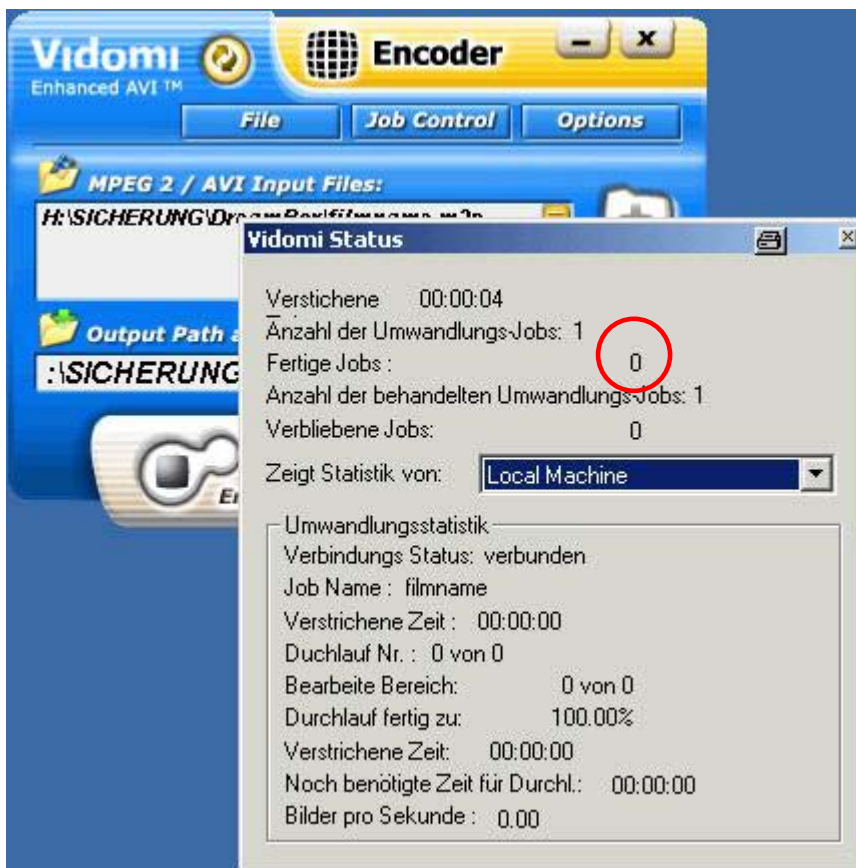 Vidomi
Enhanced AVI ™
Encoder
File
Job Control
Options
MPEG 2 / AVI Input Files:
H:\SICHERUNG\
Output Path
:\SICHERUNG
Vidomi Status
Verstichene 00:00:04
Anzahl der Umwandlungs-Jobs: 1
Fertige Jobs : 0
Anzahl der behandelten Umwandlungs-Jobs: 1
Verbliebene Jobs: 0
Zeigt Statistik von: Local Machine
Umwandlungsstatistik
Verbindungs Status: verbunden
Job Name : filmname
Verstrichene Zeit : 00:00:00
Duchlauf Nr. : 0 von 0
Bearbeite Bereich: 0 von 0
Durchlauf fertig zu: 100.00%
Verstrichene Zeit: 00:00:00
Noch benötigte Zeit für Durchl.: 00:00:00
Bilder pro Sekunde : 0.00